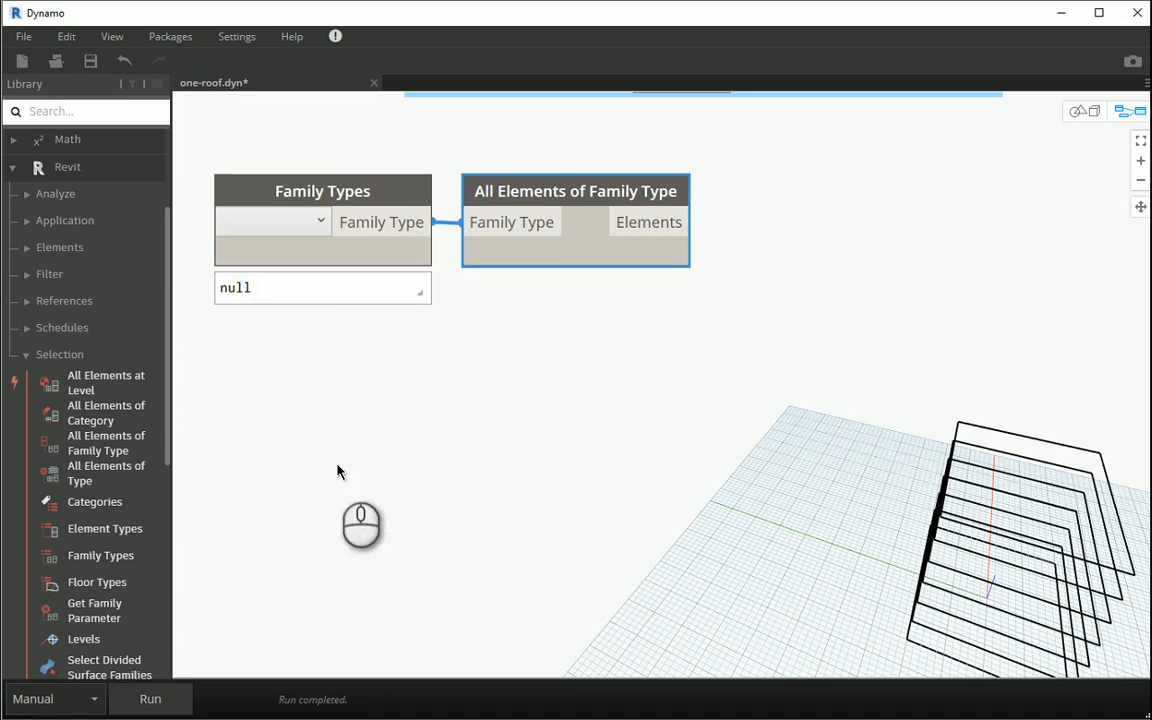 Dynamo
File Edit View Packages Settings Help
Library
one-roof.dyn*
Search...
Math
Revit
Analyze
Application
Elements
Filter
References
Schedules
Selection
All Elements at
Level
All Elements of
Category
All Elements of
Family Type
All Elements of
Type
Categories
Element Types
Family Types
Floor Types
Get Family
Parameter
Levels
Select Divided
Surface Families
Family Types
Family Type
null
All Elements of Family Type
Family Type Elements
Manual Run Run completed.